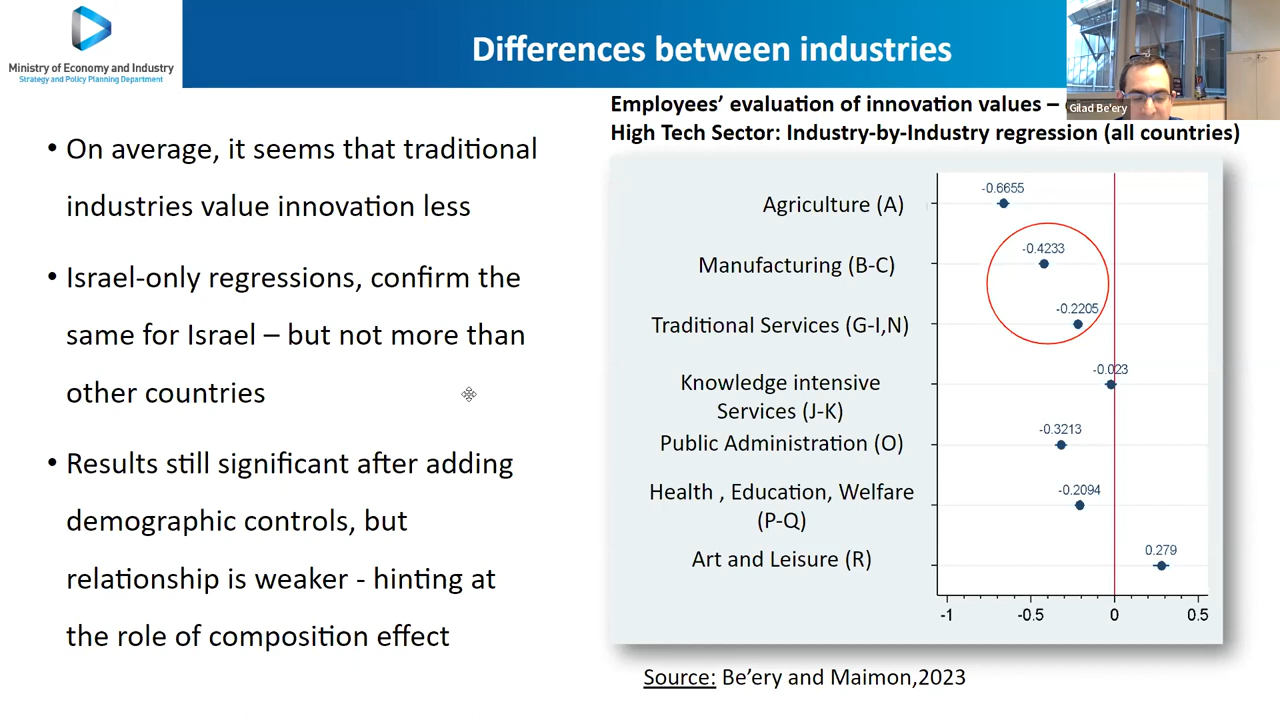 Ministry of Economy and Industry
Strategy and Policy Planning Department
Differences between industries
Gilad Be'ery
• On average, it seems that traditional
industries value innovation less
• Israel-only regressions, confirm the
same for Israel – but not more than
other countries
• Results still significant after adding
demographic controls, but
relationship is weaker - hinting at
the role of composition effect
Employees’ evaluation of innovation values –
High Tech Sector: Industry-by-Industry regression (all countries)
Agriculture (A)
-0.6655
Manufacturing (B-C)
-0.4233
Traditional Services (G-I,N)
-0.2205
Knowledge intensive
Services (J-K)
-0.023
Public Administration (O)
-0.3213
Health , Education, Welfare
(P-Q)
-0.2094
Art and Leisure (R)
0.279
-1 -0.5 0 0.5
Source: Be’ery and Maimon,2023